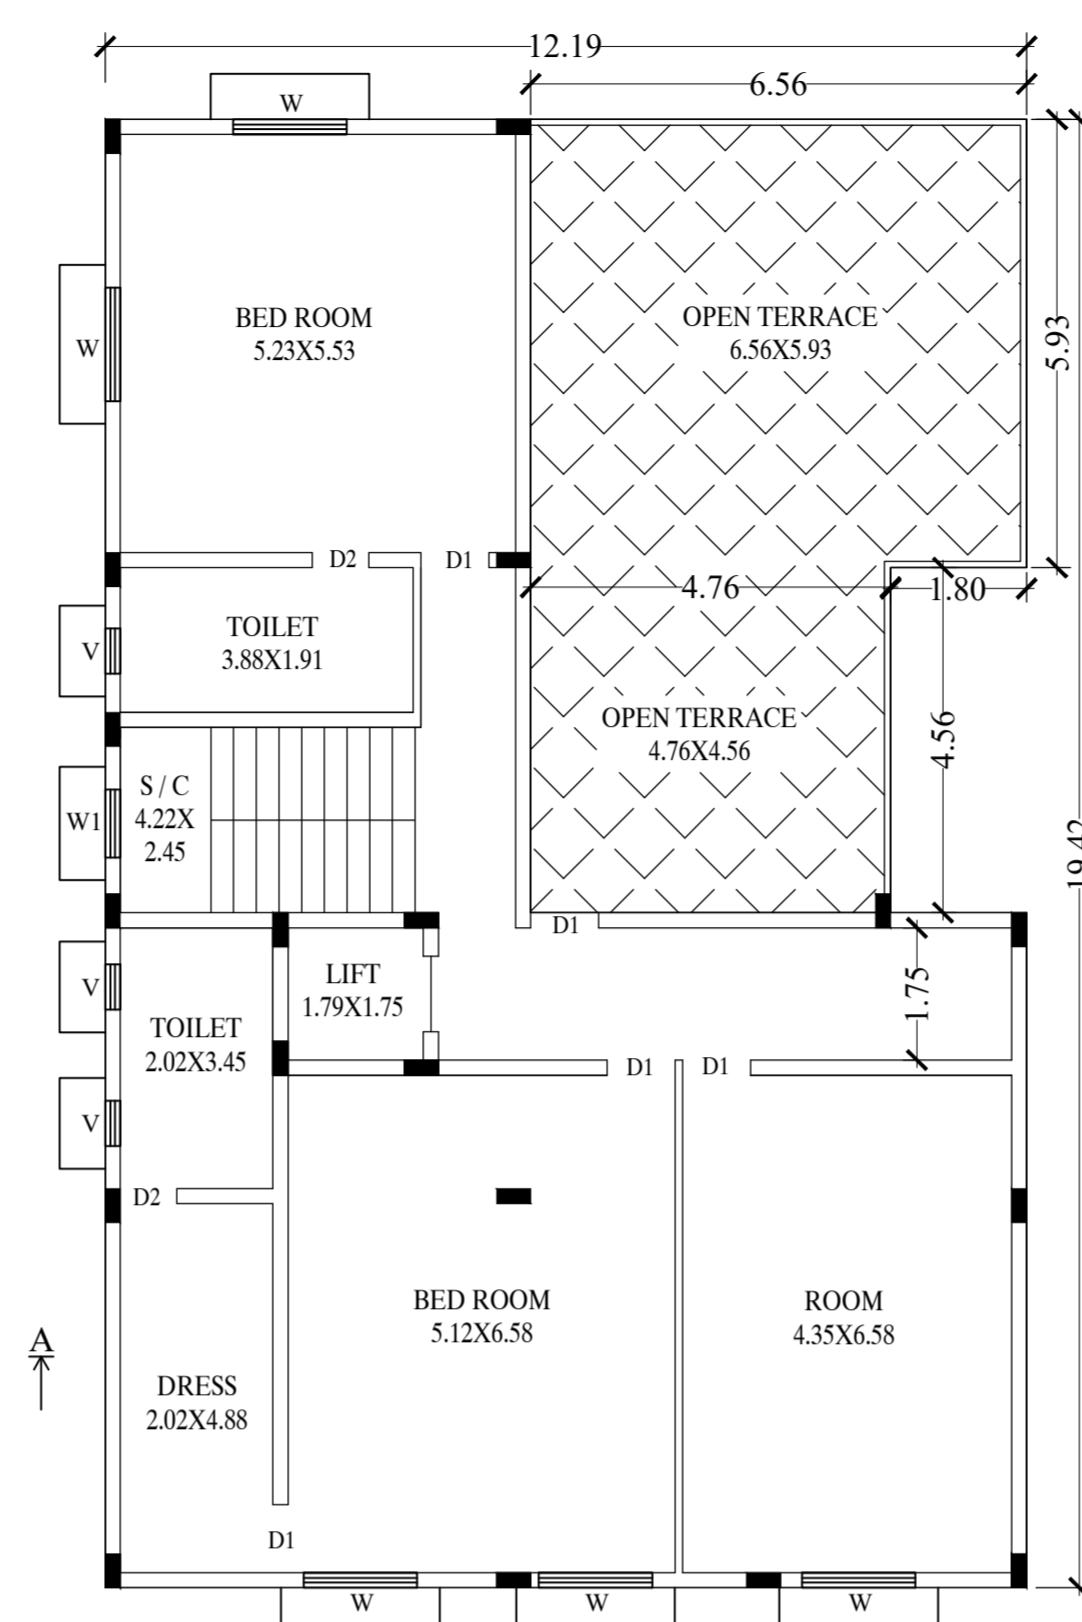 12.19
6.56
W
BED ROOM
5.23X5.53
OPEN TERRACE
6.56X5.93
5.93
W
D2
D1
4.76
1.80
TOILET
3.88X1.91
V
OPEN TERRACE
4.76X4.56
4.56
S / C
4.22X
2.45
W1
19.42
D1
LIFT
1.79X1.75
1.75
V
TOILET
2.02X3.45
D1
D1
V
D2
BED ROOM
5.12X6.58
ROOM
4.35X6.58
A
DRESS
2.02X4.88
D1
W
W
W